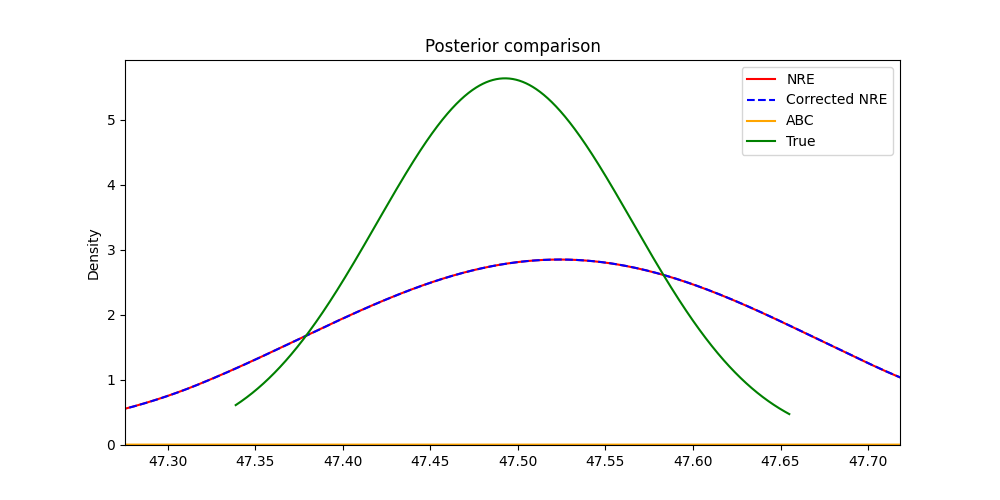 Posterior comparison
NRE
Corrected NRE
ABC
True
Density
5
4
3
2
1
0
47.30 47.35 47.40 47.45 47.50 47.55 47.60 47.65 47.70